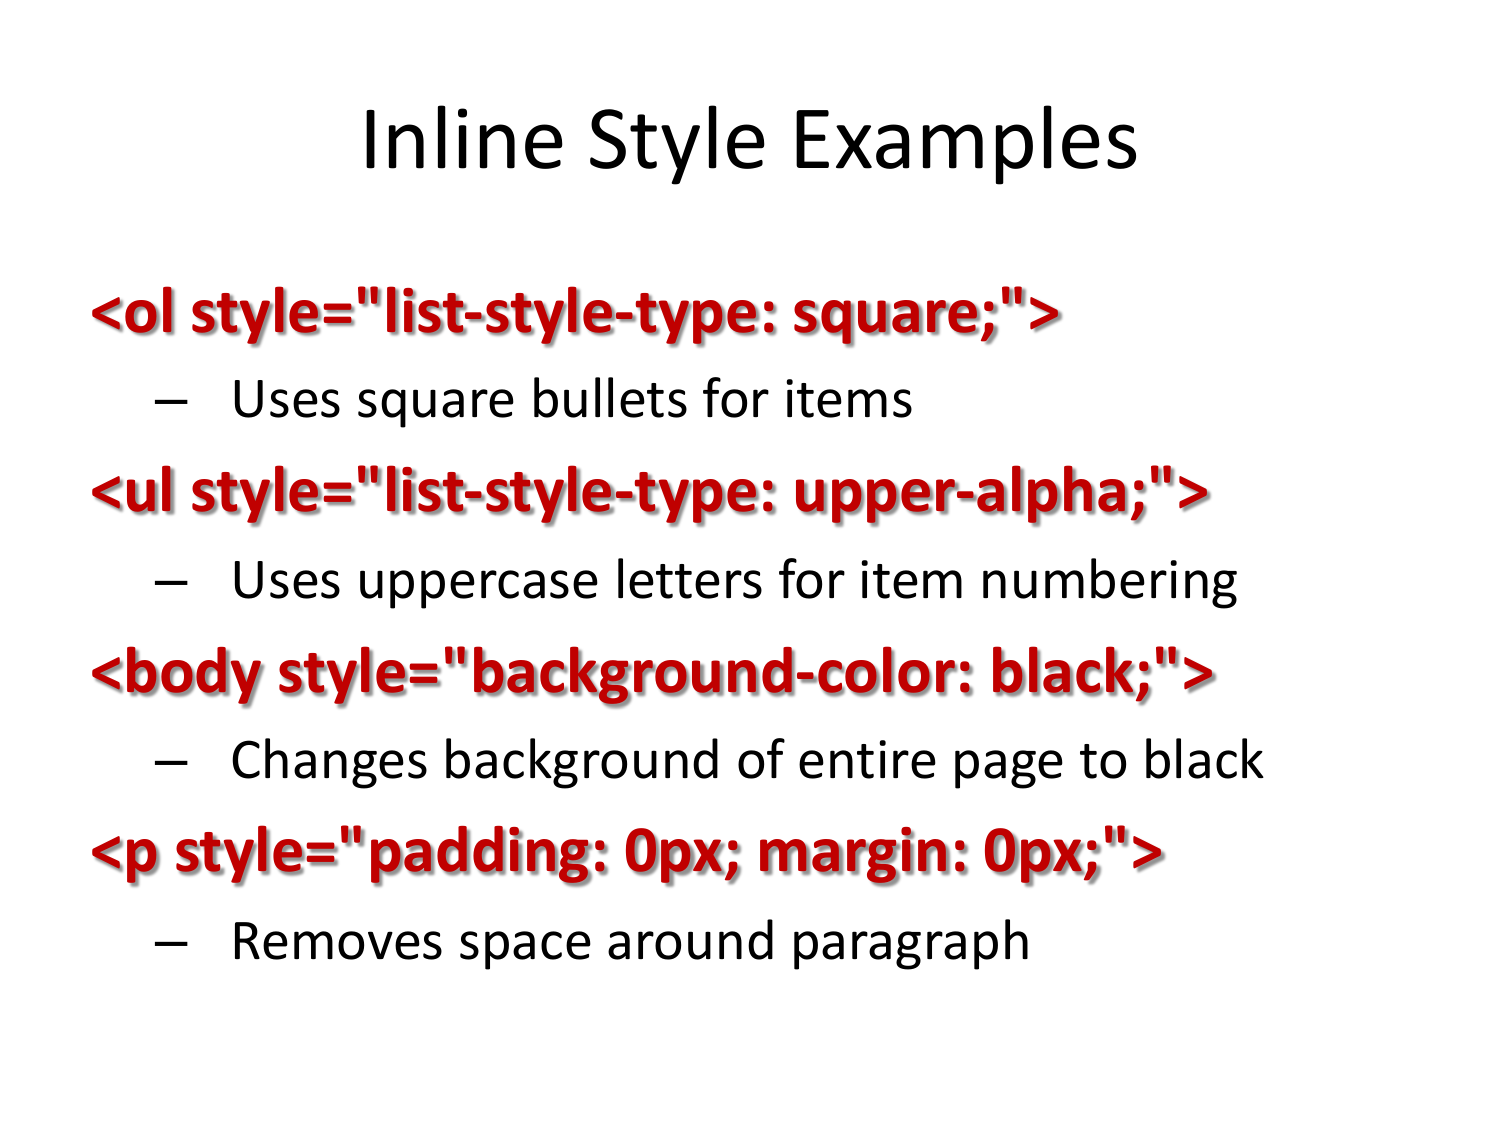 Inline Style Examples
<ol style="list-style-type: square;">
– Uses square bullets for items
<ul style="list-style-type: upper-alpha;">
– Uses uppercase letters for item numbering
<body style="background-color: black;">
– Changes background of entire page to black
<p style="padding: 0px; margin: 0px;">
– Removes space around paragraph